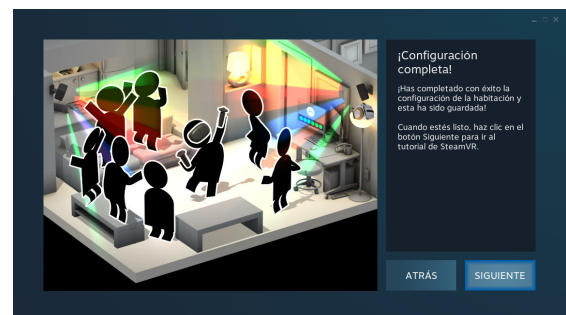 ¡Configuración
completa!
¡Has completado con éxito la
configuración de la habitación y
esta ha sido guardada!
Cuando estés listo, haz clic en el
botón Siguiente para ir al
tutorial de SteamVR.
ATRÁS
SIGUIENTE